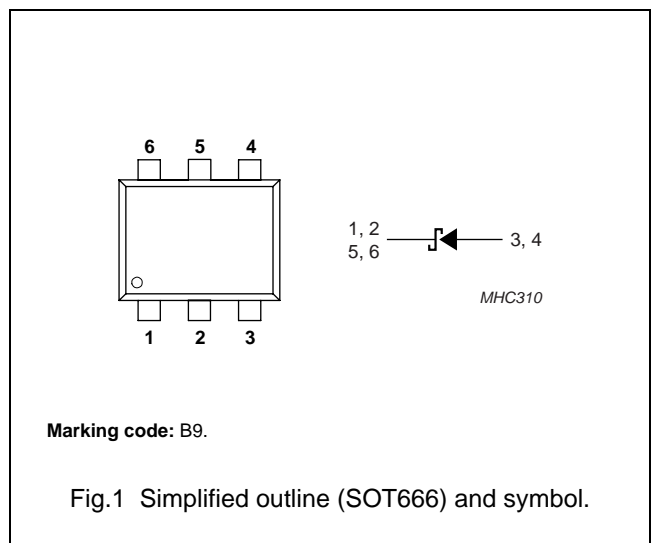 6 5 4
1, 2
5, 6
3, 4
MHC310
1 2 3
Marking code: B9.
Fig.1 Simplified outline (SOT666) and symbol.